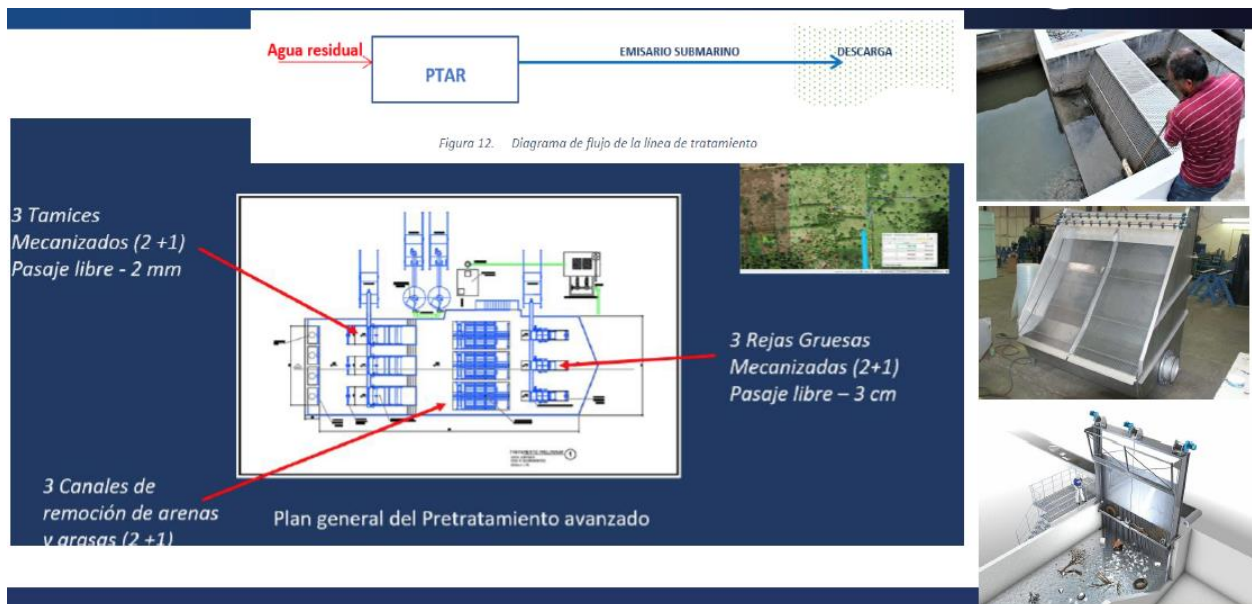 Agua residual
PTAR
EMISARIO SUBMARINO
DESCARGA
Figura 12. Diagrama de flujo de la línea de tratamiento
3 Tamices
Mecanizados (2 +1)
Pasaje libre - 2 mm
3 Rejas Gruesas
Mecanizadas (2+1)
Pasaje libre – 3 cm
3 Canales de
remoción de arenas
y grasas (2 +1)
Plan general del Pretratamiento avanzado